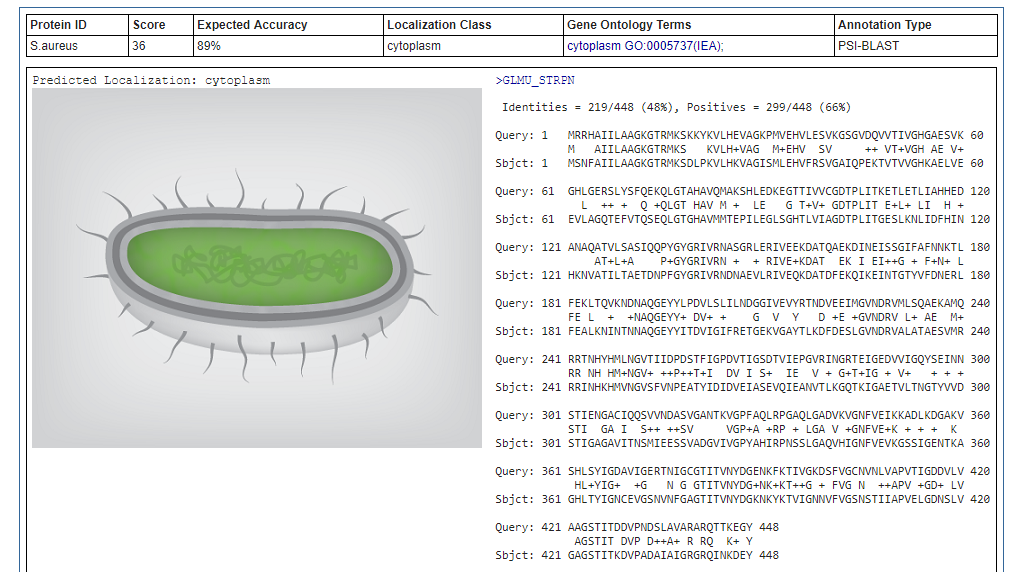 Protein ID Score Expected Accuracy Localization Class Gene Ontology Terms Annotation Type
S.aureus 36 89% cytoplasm cytoplasm GO:0005737(IEA); PSI-BLAST
Predicted Localization: cytoplasm
>GLMU_STRPN
Identities = 219/448 (48%), Positives = 299/448 (66%)
Query: 1 MRRHAIILAAGKGTRMKSKKYKVLHEVAGKPMVEHVLESVKGSGVDQVVTIVGHGAESVK 60
M AIILAAGKGTRMKS KVLH+VAG M+EHV SV ++ VT+VGH AE V+
Sbjct: 1 MSNFAIILAAGKGTRMKSDLPKVLHKVAGISMLEHVFRSVGAIQPEKTVTVVGHKAELVE 60
Query: 61 GHLGERSLYSFQEKQLGTAHAVQMAKSHLEDKEGTTIVVCGDTPLITKETLETLIAHHED 120
L ++ + Q +QLGT HAV M + LE G T+V+ GDTPLIT E+L+ LI H +
Sbjct: 61 EVLAGQTEFVTQSEQLGTGHAVMMTEPILEGLSGHTLVIAGDTPLITGESLKNLIDFHIN 120
Query: 121 ANAQATVLSASIQQPYGYGRIVRNASGRLERIVEEKDATQAEKDINEISSGIFAFNNKTL 180
AT+L+A P+GYGRIVRN + + RIVE+KDAT EK I EI++G + F+N+ L
Sbjct: 121 HKNVATILTAETDNPFGYGRIVRNDNAEVLRIVEQKDATDFEKQIKEINTGTYVFDNERL 180
Query: 181 FEKLTQVKNDNAQGEYYLPDVLSLILNDGGIVEVYRTNDVEEIMGVNDRVMLSQAEKAMQ 240
FE L + +NAQGEYY+ DV+ + G V Y D +E +GVNDRV L+ AE M+
Sbjct: 181 FEALKNINTNNAQGEYYITDVIGIFRETGEKVGAYTLKDFDESLGVNDRVALATAESVMR 240
Query: 241 RRTNHYHMLNGVTIIDPDSTFIGPDVTIGSDTVIEPGVRINGRTEIGEDVVIGQYSEINN 300
RR NH HM+NGV+ ++P++T+I DV I S+ IE V + G+T+IG + V+ + + +
Sbjct: 241 RRINHKHMVNGVSFVNPEATYIDIDVEIASEVQIEANVTLKGQTKIGAETVLTNGTYVVD 300
Query: 301 STIENGACIQQSVVNDASVGANTKVGPFAQLRPGAQLGADVKVGNFVEIKKADLKDGAKV 360
STI GA I S++ ++SV VGP+A +RP + LGA V +GNFVE+K + + + K
Sbjct: 301 STIGAGAVITNSMIEESSVADGVIVGPYAHIRPNSSLGAQVHIGNFVEVKGSSIGENTKA 360
Query: 361 SHLSYIGDAVIGERTNIGCGTITVNYDGENKFKTIVGKDSFVGCNVNLVAPVTIGDDVLV 420
HL+YIG+ +G N G GTITVNYDG+NK+KT++G + FVG N ++APV +GD+ LV
Sbjct: 361 GHLTYIGNCEVGSNVNFGAGTITVNYDGKNKYKTVIGNNVFVGSNSTIIAPVELGDNSLV 420
Query: 421 AAGSTITDDVPNDSLAVARARQTTKEGY 448
AGSTIT DVP D++A+ R RQ K+ Y
Sbjct: 421 GAGSTITKDVPADAIAIGRGRQINKDEY 448